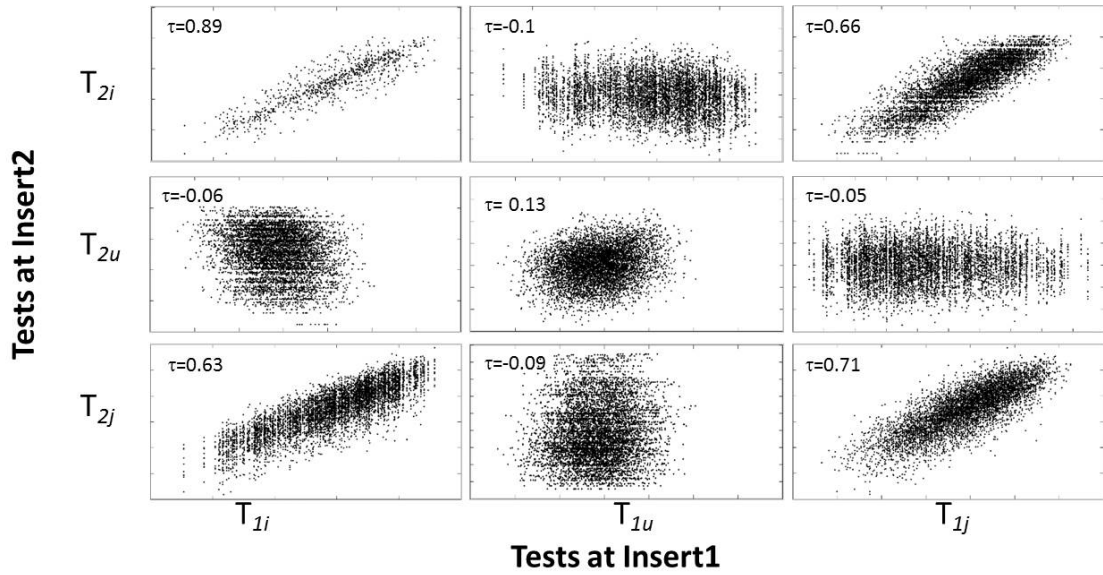 τ=0.89
τ=-0.1
τ=0.66
T2i
τ=-0.06
τ= 0.13
τ=-0.05
T2u
τ=0.63
τ=-0.09
τ=0.71
T2j
Tests at Insert2
T1i
T1u
T1j
Tests at Insert1